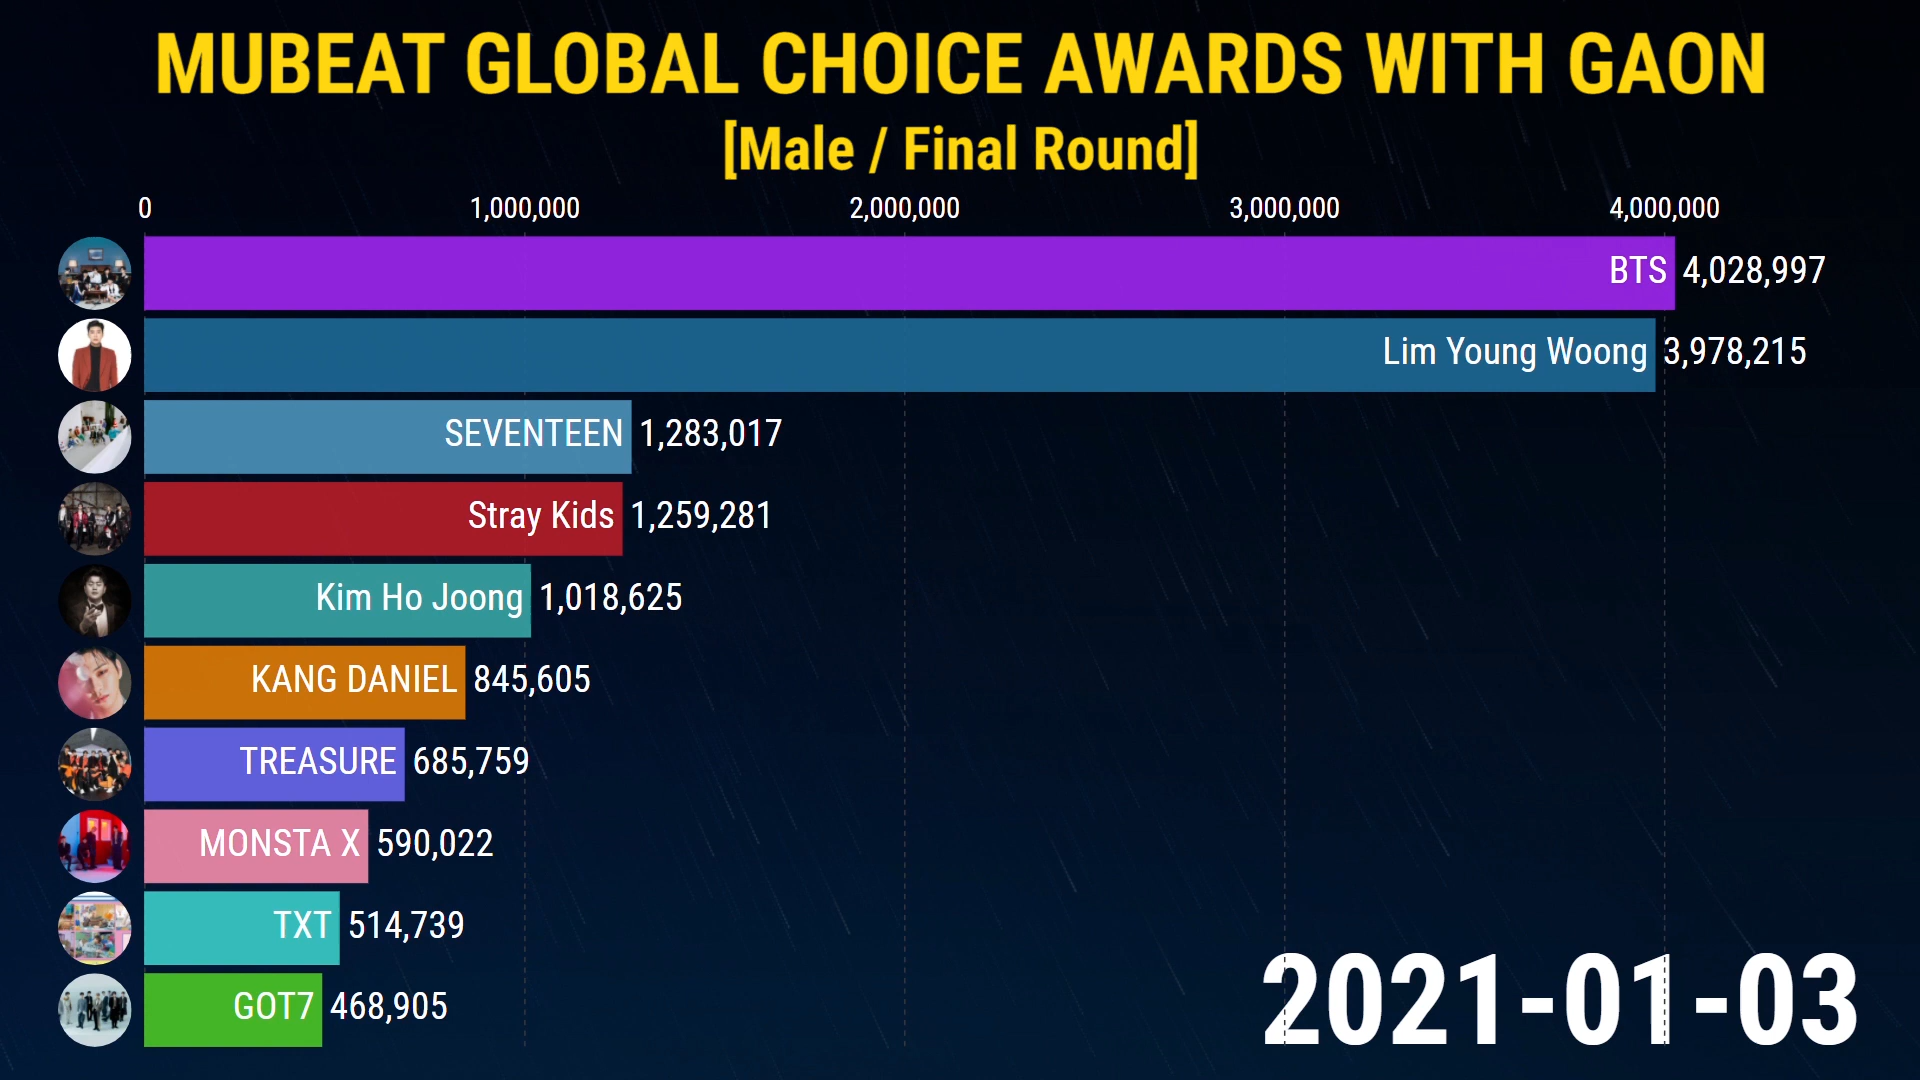 MUBEAT GLOBAL CHOICE AWARDS WITH GAON
[Male / Final Round]
0 1,000,000 2,000,000 3,000,000 4,000,000
BTS 4,028,997
Lim Young Woong 3,978,215
SEVENTEEN 1,283,017
Stray Kids 1,259,281
Kim Ho Joong 1,018,625
KANG DANIEL 845,605
TREASURE 685,759
MONSTA X 590,022
TXT 514,739
GOT7 468,905
2021-01-03